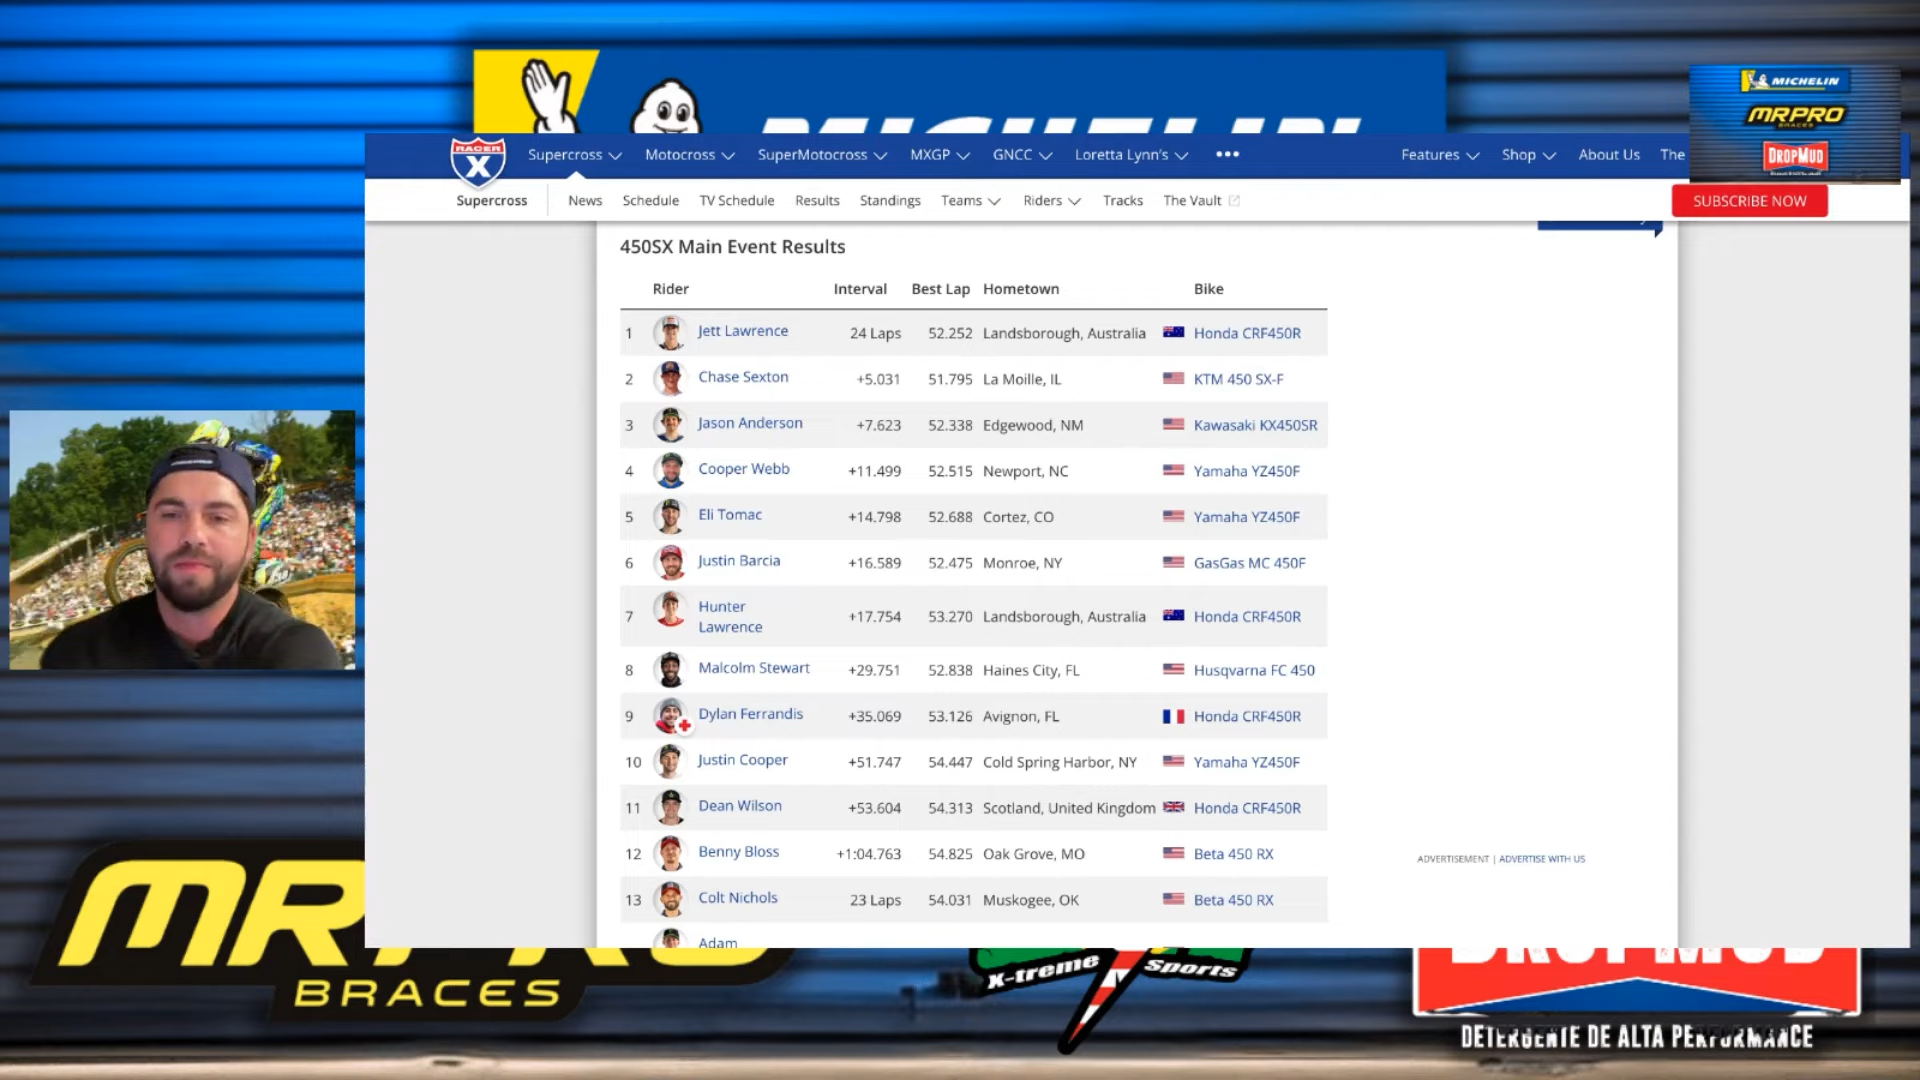 MICHELIN
RACER
X
Supercross
Motocross
SuperMotocross
MXGP
GNCC
Loretta Lynn's
•••
Features
Shop
About Us
The
MICHELIN
MRPRO
BRACES
DROPMUD
Supercross
News
Schedule
TV Schedule
Results
Standings
Teams
Riders
Tracks
The Vault
SUBSCRIBE NOW
450SX Main Event Results
Rider Interval Best Lap Hometown Bike
1 Jett Lawrence 24 Laps 52.252 Landsborough, Australia Honda CRF450R
2 Chase Sexton +5.031 51.795 La Moille, IL KTM 450 SX-F
3 Jason Anderson +7.623 52.338 Edgewood, NM Kawasaki KX450SR
4 Cooper Webb +11.499 52.515 Newport, NC Yamaha YZ450F
5 Eli Tomac +14.798 52.688 Cortez, CO Yamaha YZ450F
6 Justin Barcia +16.589 52.475 Monroe, NY GasGas MC 450F
7 Hunter Lawrence +17.754 53.270 Landsborough, Australia Honda CRF450R
8 Malcolm Stewart +29.751 52.838 Haines City, FL Husqvarna FC 450
9 Dylan Ferrandis +35.069 53.126 Avignon, FL Honda CRF450R
10 Justin Cooper +51.747 54.447 Cold Spring Harbor, NY Yamaha YZ450F
11 Dean Wilson +53.604 54.313 Scotland, United Kingdom Honda CRF450R
12 Benny Bloss +1:04.763 54.825 Oak Grove, MO Beta 450 RX
13 Colt Nichols 23 Laps 54.031 Muskogee, OK Beta 450 RX
Adam
ADVERTISEMENT | ADVERTISE WITH US
MRPRO
BRACES
X-treme Sports
DROPMUD
DETERGENTE DE ALTA PERFORMANCE